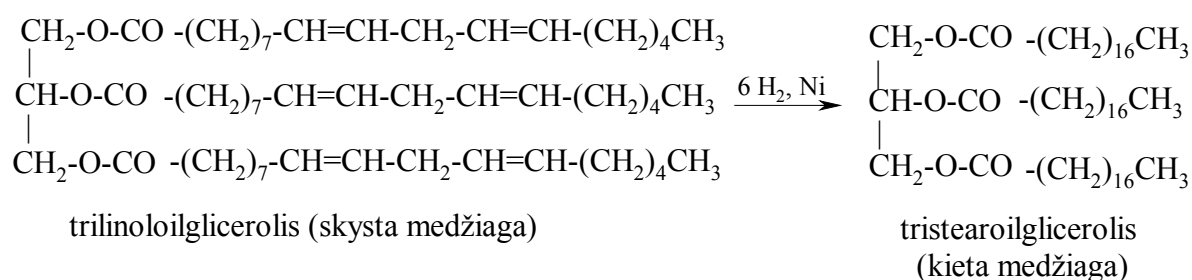 CH₂-O-CO -(CH₂)₇-CH=CH-CH₂-CH=CH-(CH₂)₄CH₃
CH-O-CO -(CH₂)₇-CH=CH-CH₂-CH=CH-(CH₂)₄CH₃
CH₂-O-CO -(CH₂)₇-CH=CH-CH₂-CH=CH-(CH₂)₄CH₃
trilinoloilglicerolis (skysta medžiaga)
6 H₂, Ni
CH₂-O-CO -(CH₂)₁₆CH₃
CH-O-CO -(CH₂)₁₆CH₃
CH₂-O-CO -(CH₂)₁₆CH₃
tristearoilglicerolis
(kieta medžiaga)